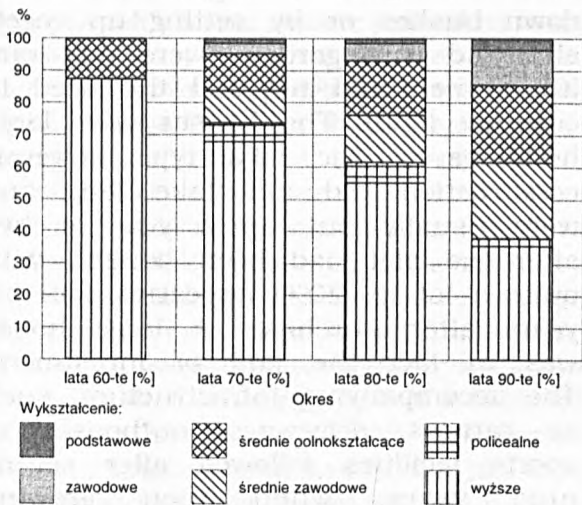 %
100
90
80
70
60
50
40
30
20
10
0
lata 60-te [%] lata 70-te [%] lata 80-te [%] lata 90-te [%]
Okres
Wykształcenie:
podstawowe średnie oolnokształcące policealne
zawodowe średnie zawodowe wyższe